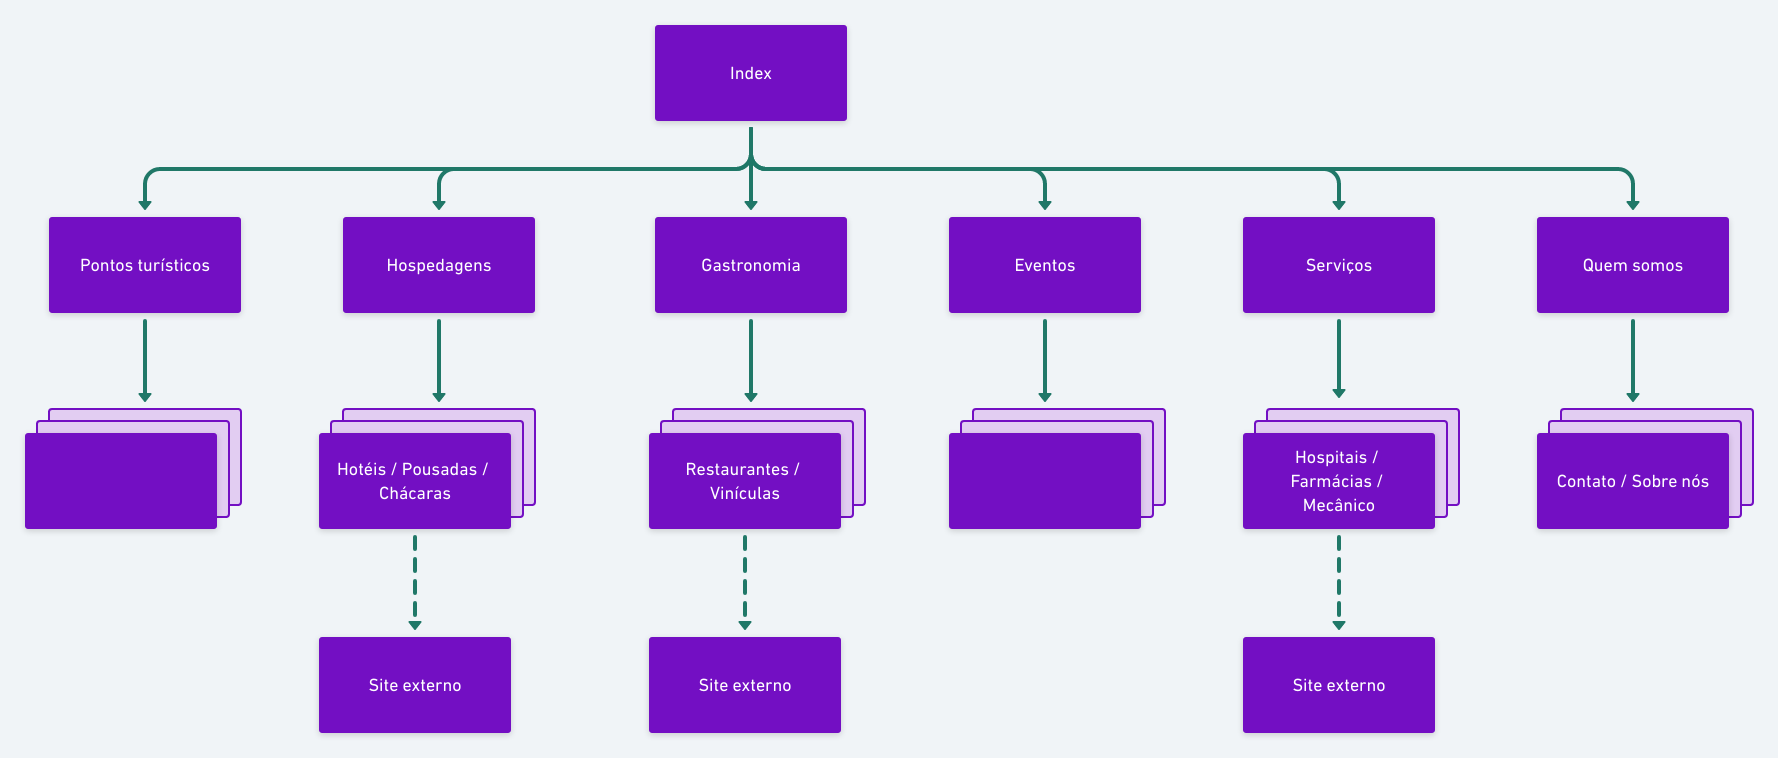 Index
Pontos turísticos
Hospedagens
Gastronomia
Eventos
Serviços
Quem somos
Hotéis / Pousadas /
Chácaras
Restaurantes /
Vinículas
Hospitais /
Farmácias /
Mecânico
Contato / Sobre nós
Site externo
Site externo
Site externo